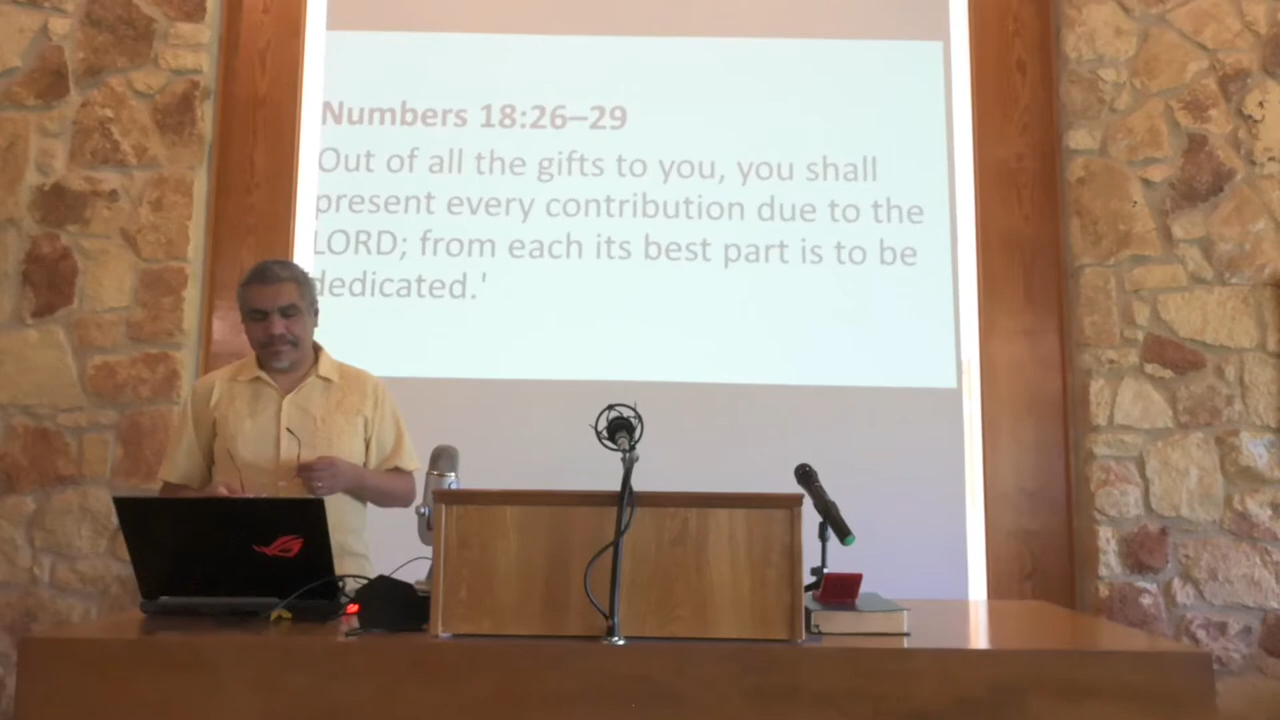 Numbers 18:26–29
Out of all the gifts to you, you shall
present every contribution due to the
LORD; from each its best part is to be
dedicated.'